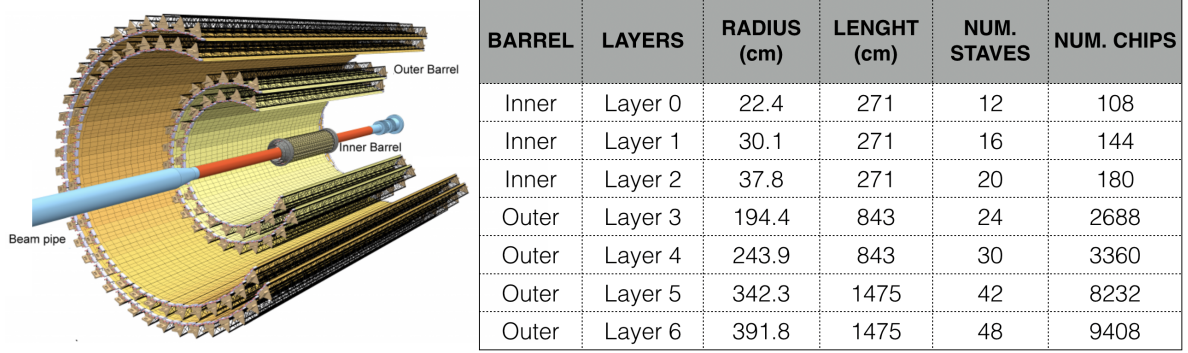 Outer Barrel
Inner Barrel
Beam pipe
BARREL LAYERS RADIUS (cm) LENGHT (cm) NUM. STAVES NUM. CHIPS
Inner Layer 0 22.4 271 12 108
Inner Layer 1 30.1 271 16 144
Inner Layer 2 37.8 271 20 180
Outer Layer 3 194.4 843 24 2688
Outer Layer 4 243.9 843 30 3360
Outer Layer 5 342.3 1475 42 8232
Outer Layer 6 391.8 1475 48 9408